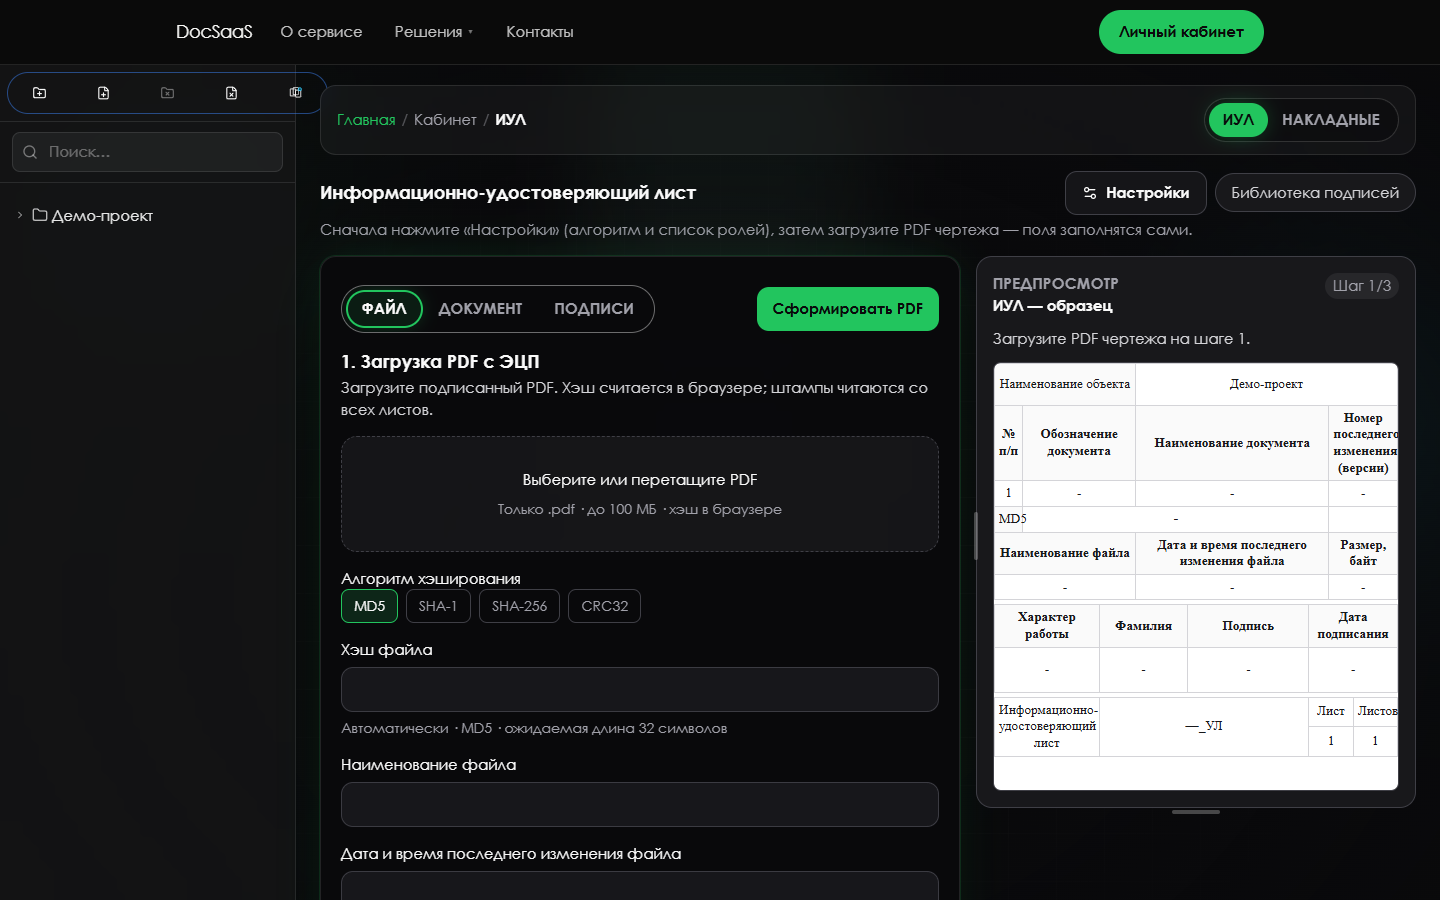 DocSaaS
О сервисе
Решения
Контакты
Личный кабинет
Поиск...
Демо-проект
Главная / Кабинет / ИУЛ
ИУЛ
НАКЛАДНЫЕ
Информационно-удостоверяющий лист
Настройки
Библиотека подписей
Сначала нажмите «Настройки» (алгоритм и список ролей), затем загрузите PDF чертежа — поля заполнятся сами.
ФАЙЛ
ДОКУМЕНТ
ПОДПИСИ
Сформировать PDF
1. Загрузка PDF с ЭЦП
Загрузите подписанный PDF. Хэш считается в браузере; штампы читаются со
всех листов.
Выберите или перетащите PDF
Только .pdf · до 100 МБ · хэш в браузере
Алгоритм хэширования
MD5
SHA-1
SHA-256
CRC32
Хэш файла
Автоматически · MD5 · ожидаемая длина 32 символов
Наименование файла
Дата и время последнего изменения файла
ПРЕДПРОСМОТР
Шаг 1/3
ИУЛ — образец
Загрузите PDF чертежа на шаге 1.
Наименование объекта
Демо-проект
№
п/п
Обозначение
документа
Наименование документа
Номер
последнего
изменения
(версии)
1
-
-
-
MD5
-
Наименование файла
Дата и время последнего
изменения файла
Размер,
байт
-
-
-
Характер
работы
Фамилия
Подпись
Дата
подписания
-
-
-
-
Информационно-
удостоверяющий
лист
—_УЛ
Лист
Листов
1
1